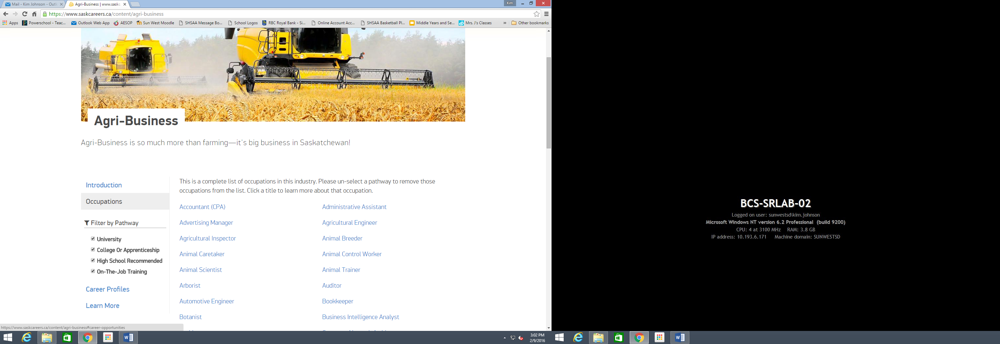 Mail - Kim Johnson - Outl
Agri-Business | www.saskc
Kim
https://www.saskcareers.ca/content/agri-business
Apps
Powerschool - Teac...
Outlook Web App
AESOP
Sun West Moodle
SHSAA Message Bo...
School Logos
RBC Royal Bank - Si...
Online Account Acc...
SHSAA Basketball Pl...
Middle Years and Se...
Mrs. J's Classes
»
Other bookmarks
Agri-Business
Agri-Business is so much more than farming—it's big business in Saskatchewan!
Introduction
Occupations
Filter by Pathway
University
College Or Apprenticeship
High School Recommended
On-The-Job Training
Career Profiles
Learn More
This is a complete list of occupations in this industry. Please un-select a pathway to remove those
occupations from the list. Click a title to learn more about that occupation.
Accountant (CPA)
Administrative Assistant
Advertising Manager
Agricultural Engineer
Agricultural Inspector
Animal Breeder
Animal Caretaker
Animal Control Worker
Animal Scientist
Animal Trainer
Arborist
Auditor
Automotive Engineer
Bookkeeper
Botanist
Business Intelligence Analyst
https://www.saskcareers.ca/content/agri-business#career-opportunities
3:02 PM
2/9/2016
BCS-SRLAB-02
Logged on user: sunwestsd\kim.johnson
Microsoft Windows NT version 6.2 Professional (build 9200)
CPU: 4 at 3100 MHz RAM: 3.8 GB
IP address: 10.193.6.171 Machine domain: SUNWESTSD